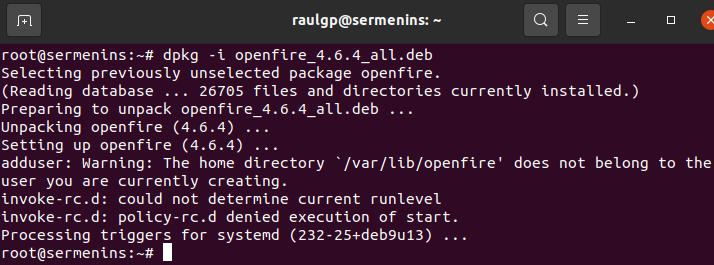 raulgp@sermenins: ~
root@sermenins:~# dpkg -i openfire_4.6.4_all.deb
Selecting previously unselected package openfire.
(Reading database ... 26705 files and directories currently installed.)
Preparing to unpack openfire_4.6.4_all.deb ...
Unpacking openfire (4.6.4) ...
Setting up openfire (4.6.4) ...
adduser: Warning: The home directory `/var/lib/openfire' does not belong to the
user you are currently creating.
invoke-rc.d: could not determine current runlevel
invoke-rc.d: policy-rc.d denied execution of start.
Processing triggers for systemd (232-25+deb9u13) ...
root@sermenins:~#